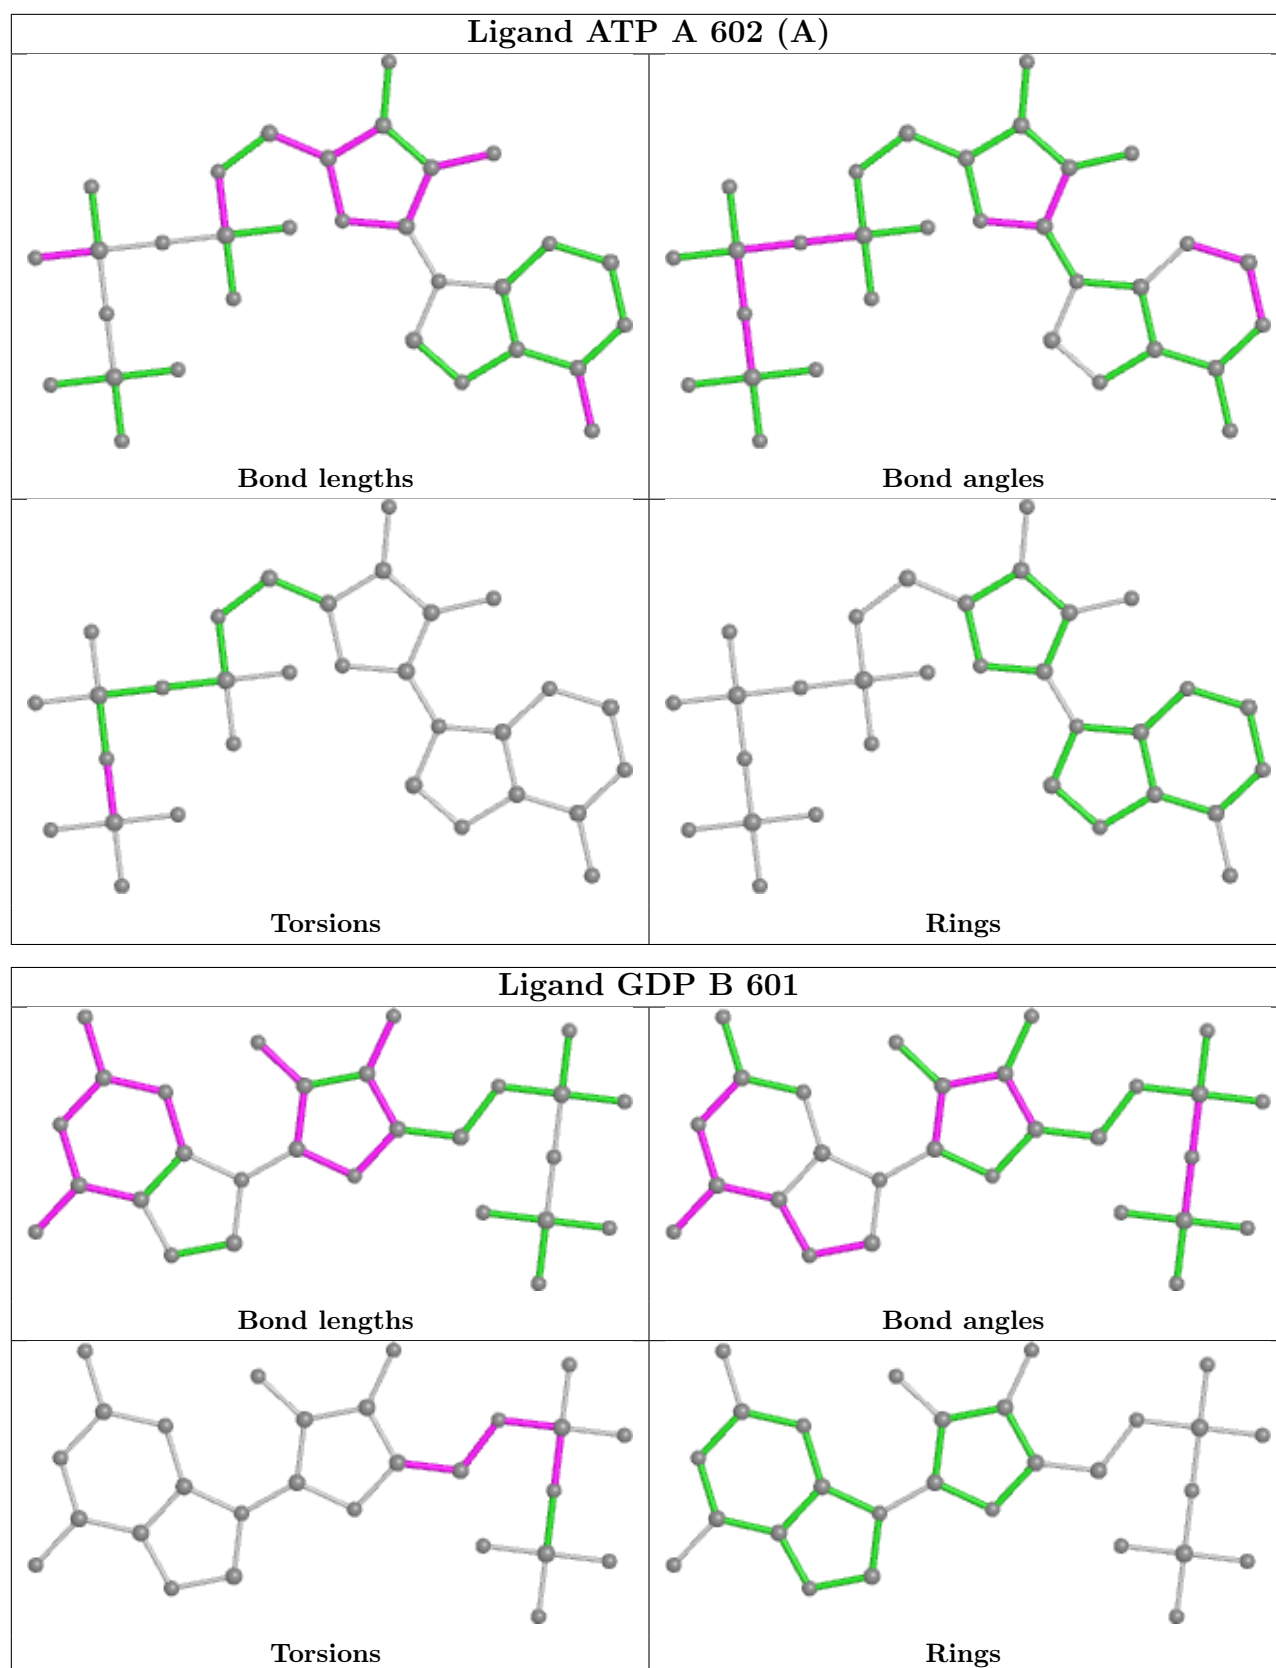 Ligand ATP A 602 (A)
Bond lengths
Bond angles
Torsions
Rings
Ligand GDP B 601
Bond lengths
Bond angles
Torsions
Rings